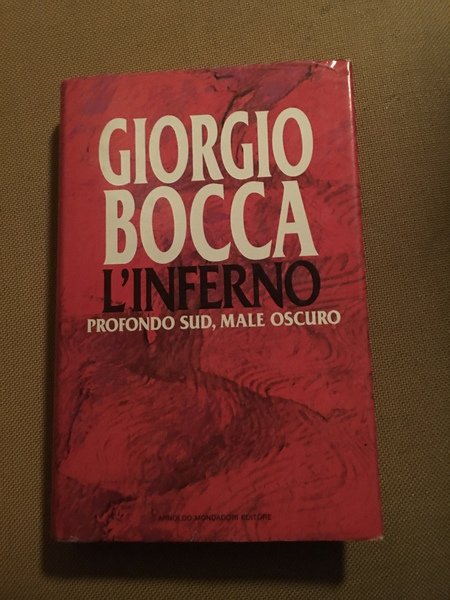 GIORGIO
BOCCA
L'INFERNO
PROFONDO SUD, MALE OSCURO
ARNOLDO MONDADORI EDITORE